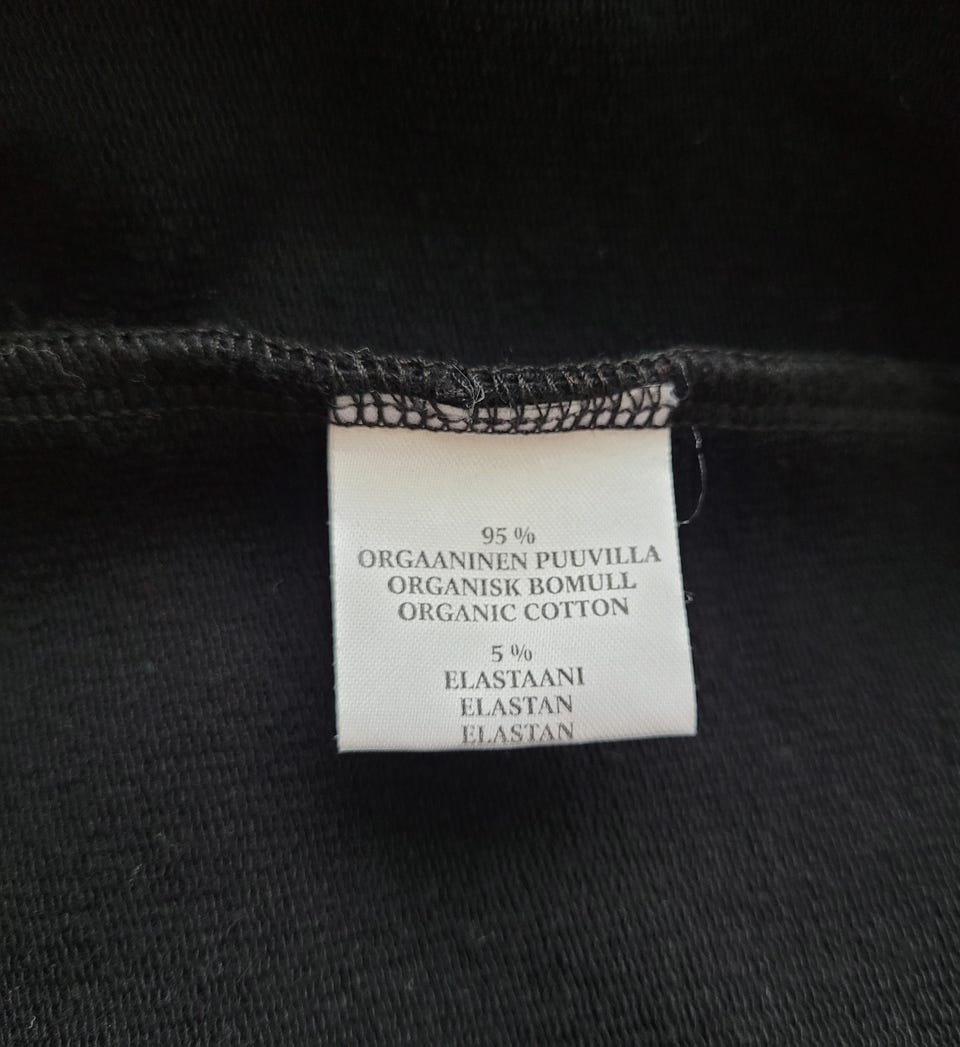 95 %
ORGAANINEN PUUVILLA
ORGANISK BOMULL
ORGANIC COTTON
5 %
ELASTAANI
ELASTAN
ELASTAN